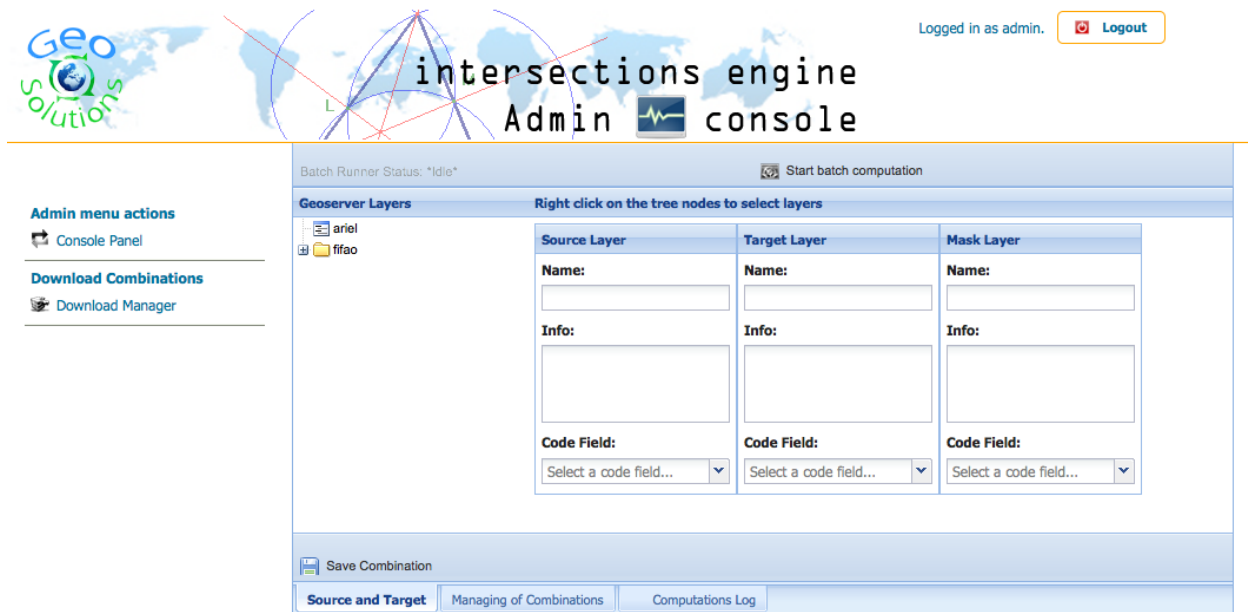 Geo
Solutions
L
intersections engine
Admin console
Logged in as admin.
Logout
Admin menu actions
Console Panel
Download Combinations
Download Manager
Batch Runner Status: *Idle*
Start batch computation
Geoserver Layers
Right click on the tree nodes to select layers
ariel
fifao
Source Layer Target Layer Mask Layer
Name: Name: Name:
Info: Info: Info:
Code Field: Code Field: Code Field:
Select a code field... Select a code field... Select a code field...
Save Combination
Source and Target Managing of Combinations Computations Log